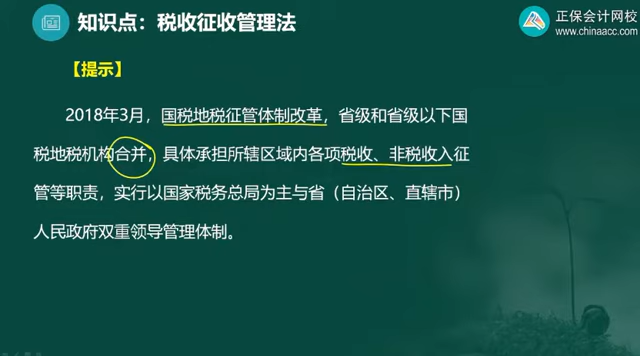 知识点：税收征收管理法
正保会计网校
www.chinaacc.com
【提示】
2018年3月，国税地税征管体制改革，省级和省级以下国
税地税机构合并，具体承担所辖区域内各项税收、非税收入征
管等职责，实行以国家税务总局为主与省（自治区、直辖市）
人民政府双重领导管理体制。